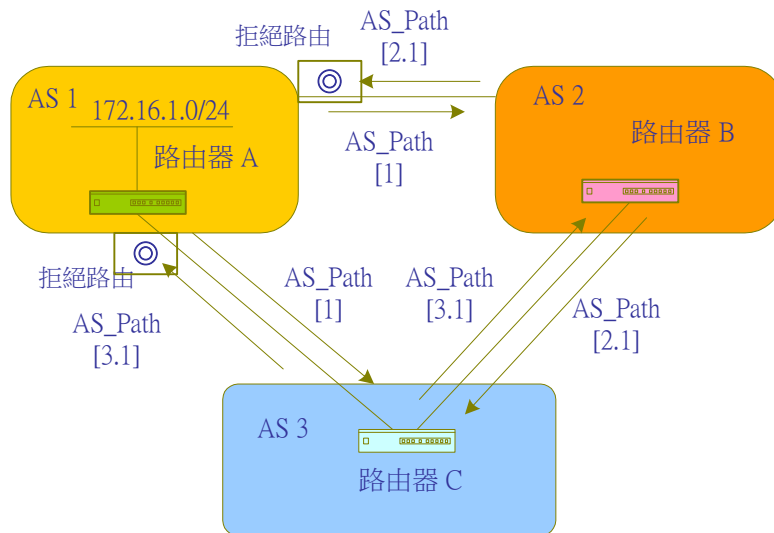 拒絕路由
AS_Path
[2.1]
AS 1
172.16.1.0/24
路由器 A
AS_Path
[1]
AS 2
路由器 B
拒絕路由
AS_Path
[3.1]
AS_Path
[1]
AS_Path
[3.1]
AS_Path
[2.1]
AS 3
路由器 C